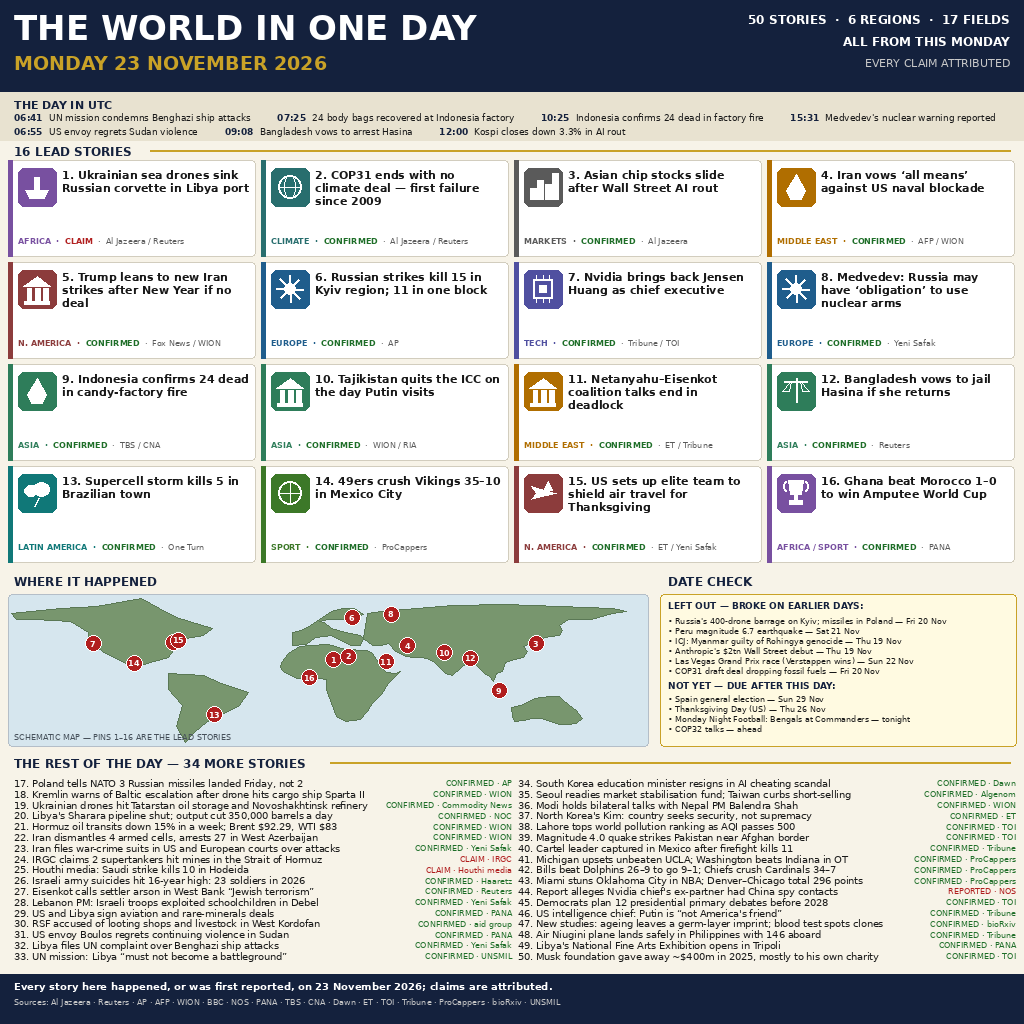 THE WORLD IN ONE DAY
MONDAY 23 NOVEMBER 2026
50 STORIES · 6 REGIONS · 17 FIELDS
ALL FROM THIS MONDAY
EVERY CLAIM ATTRIBUTED
THE DAY IN UTC
06:41 UN mission condemns Benghazi ship attacks 07:25 24 body bags recovered at Indonesia factory 10:25 Indonesia confirms 24 dead in factory fire 15:31 Medvedev's nuclear warning reported
06:55 US envoy regrets Sudan violence 09:08 Bangladesh vows to arrest Hasina 12:00 Kospi closes down 3.3% in AI rout
16 LEAD STORIES
1. Ukrainian sea drones sink
Russian corvette in Libya port
AFRICA · CLAIM · Al Jazeera / Reuters
2. COP31 ends with no
climate deal — first failure
since 2009
CLIMATE · CONFIRMED · Al Jazeera / Reuters
3. Asian chip stocks slide
after Wall Street AI rout
MARKETS · CONFIRMED · Al Jazeera
4. Iran vows ‘all means’
against US naval blockade
MIDDLE EAST · CONFIRMED · AFP / WION
5. Trump leans to new Iran
strikes after New Year if no
deal
N. AMERICA · CONFIRMED · Fox News / WION
6. Russian strikes kill 15 in
Kyiv region; 11 in one block
EUROPE · CONFIRMED · AP
7. Nvidia brings back Jensen
Huang as chief executive
TECH · CONFIRMED · Tribune / TOI
8. Medvedev: Russia may
have ‘obligation’ to use
nuclear arms
EUROPE · CONFIRMED · Yeni Safak
9. Indonesia confirms 24 dead
in candy-factory fire
ASIA · CONFIRMED · TBS / CNA
10. Tajikistan quits the ICC on
the day Putin visits
ASIA · CONFIRMED · WION / RIA
11. Netanyahu–Eisenkot
coalition talks end in
deadlock
MIDDLE EAST · CONFIRMED · ET / Tribune
12. Bangladesh vows to jail
Hasina if she returns
ASIA · CONFIRMED · Reuters
13. Supercell storm kills 5 in
Brazilian town
LATIN AMERICA · CONFIRMED · One Turn
14. 49ers crush Vikings 35–10
in Mexico City
SPORT · CONFIRMED · ProCappers
15. US sets up elite team to
shield air travel for
Thanksgiving
N. AMERICA · CONFIRMED · ET / Yeni Safak
16. Ghana beat Morocco 1–0
to win Amputee World Cup
AFRICA / SPORT · CONFIRMED · PANA
WHERE IT HAPPENED
7
14
15
13
6
8
1
2
16
11
4
10
12
9
3
SCHEMATIC MAP — PINS 1–16 ARE THE LEAD STORIES
DATE CHECK
LEFT OUT — BROKE ON EARLIER DAYS:
• Russia's 400-drone barrage on Kyiv; missiles in Poland — Fri 20 Nov
• Peru magnitude 6.7 earthquake — Sat 21 Nov
• ICJ: Myanmar guilty of Rohingya genocide — Thu 19 Nov
• Anthropic's $2tn Wall Street debut — Thu 19 Nov
• Las Vegas Grand Prix race (Verstappen wins) — Sun 22 Nov
• COP31 draft deal dropping fossil fuels — Fri 20 Nov
NOT YET — DUE AFTER THIS DAY:
• Spain general election — Sun 29 Nov
• Thanksgiving Day (US) — Thu 26 Nov
• Monday Night Football: Bengals at Commanders — tonight
• COP32 talks — ahead
THE REST OF THE DAY — 34 MORE STORIES
17. Poland tells NATO 3 Russian missiles landed Friday, not 2 CONFIRMED · AP
18. Kremlin warns of Baltic escalation after drone hits cargo ship Sparta II CONFIRMED · WION
19. Ukrainian drones hit Tatarstan oil storage and Novoshakhtinsk refinery CONFIRMED · Commodity News
20. Libya's Sharara pipeline shut; output cut 350,000 barrels a day CONFIRMED · NOC
21. Hormuz oil transits down 15% in a week; Brent $92.29, WTI $83 CONFIRMED · WION
22. Iran dismantles 4 armed cells, arrests 27 in West Azerbaijan CONFIRMED · WION
23. Iran files war-crime suits in US and European courts over attacks CONFIRMED · Yeni Safak
24. IRGC claims 2 supertankers hit mines in the Strait of Hormuz CLAIM · IRGC
25. Houthi media: Saudi strike kills 10 in Hodeida CLAIM · Houthi media
26. Israeli army suicides hit 16-year high: 23 soldiers in 2026 CONFIRMED · Haaretz
27. Eisenkot calls settler arson in West Bank “Jewish terrorism” CONFIRMED · Reuters
28. Lebanon PM: Israeli troops exploited schoolchildren in Debel CONFIRMED · Yeni Safak
29. US and Libya sign aviation and rare-minerals deals CONFIRMED · PANA
30. RSF accused of looting shops and livestock in West Kordofan CONFIRMED · aid group
31. US envoy Boulos regrets continuing violence in Sudan CONFIRMED · PANA
32. Libya files UN complaint over Benghazi ship attacks CONFIRMED · Yeni Safak
33. UN mission: Libya “must not become a battleground” CONFIRMED · UNSMIL
34. South Korea education minister resigns in AI cheating scandal CONFIRMED · Dawn
35. Seoul readies market stabilisation fund; Taiwan curbs short-selling CONFIRMED · Algenom
36. Modi holds bilateral talks with Nepal PM Balendra Shah CONFIRMED · WION
37. North Korea's Kim: country seeks security, not supremacy CONFIRMED · ET
38. Lahore tops world pollution ranking as AQI passes 500 CONFIRMED · TOI
39. Magnitude 4.0 quake strikes Pakistan near Afghan border CONFIRMED · TOI
40. Cartel leader captured in Mexico after firefight kills 11 CONFIRMED · TOI
41. Michigan upsets unbeaten UCLA; Washington beats Indiana in OT CONFIRMED · ProCappers
42. Bills beat Dolphins 26–9 to go 9–1; Chiefs crush Cardinals 34–7 CONFIRMED · ProCappers
43. Miami stuns Oklahoma City in NBA; Denver-Chicago total 296 points CONFIRMED · ProCappers
44. Report alleges Nvidia chief's ex-partner had China spy contacts REPORTED · NOS
45. Democrats plan 12 presidential primary debates before 2028 CONFIRMED · TOI
46. US intelligence chief: Putin is “not America's friend” CONFIRMED · Tribune
47. New studies: ageing leaves a germ-layer imprint; blood test spots clones CONFIRMED · bioRxiv
48. Air Niugini plane lands safely in Philippines with 146 aboard CONFIRMED · Tribune
49. Libya's National Fine Arts Exhibition opens in Tripoli CONFIRMED · PANA
50. Musk foundation gave away ~$400m in 2025, mostly to his own charity CONFIRMED · TOI
Every story here happened, or was first reported, on 23 November 2026; claims are attributed.
Sources: Al Jazeera · Reuters · AP · AFP · WION · BBC · NOS · PANA · TBS · CNA · Dawn · ET · TOI · Tribune · ProCappers · bioRxiv · UNSMIL